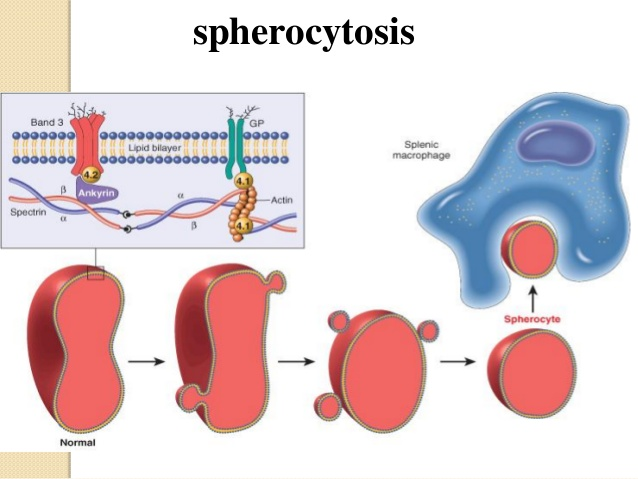 spherocytosis
Band 3
GP
Lipid bilayer
4.2
4.1
Ankyrin
β
α
Actin
Spectrin
α
β
4.1
Splenic
macrophage
Spherocyte
Normal